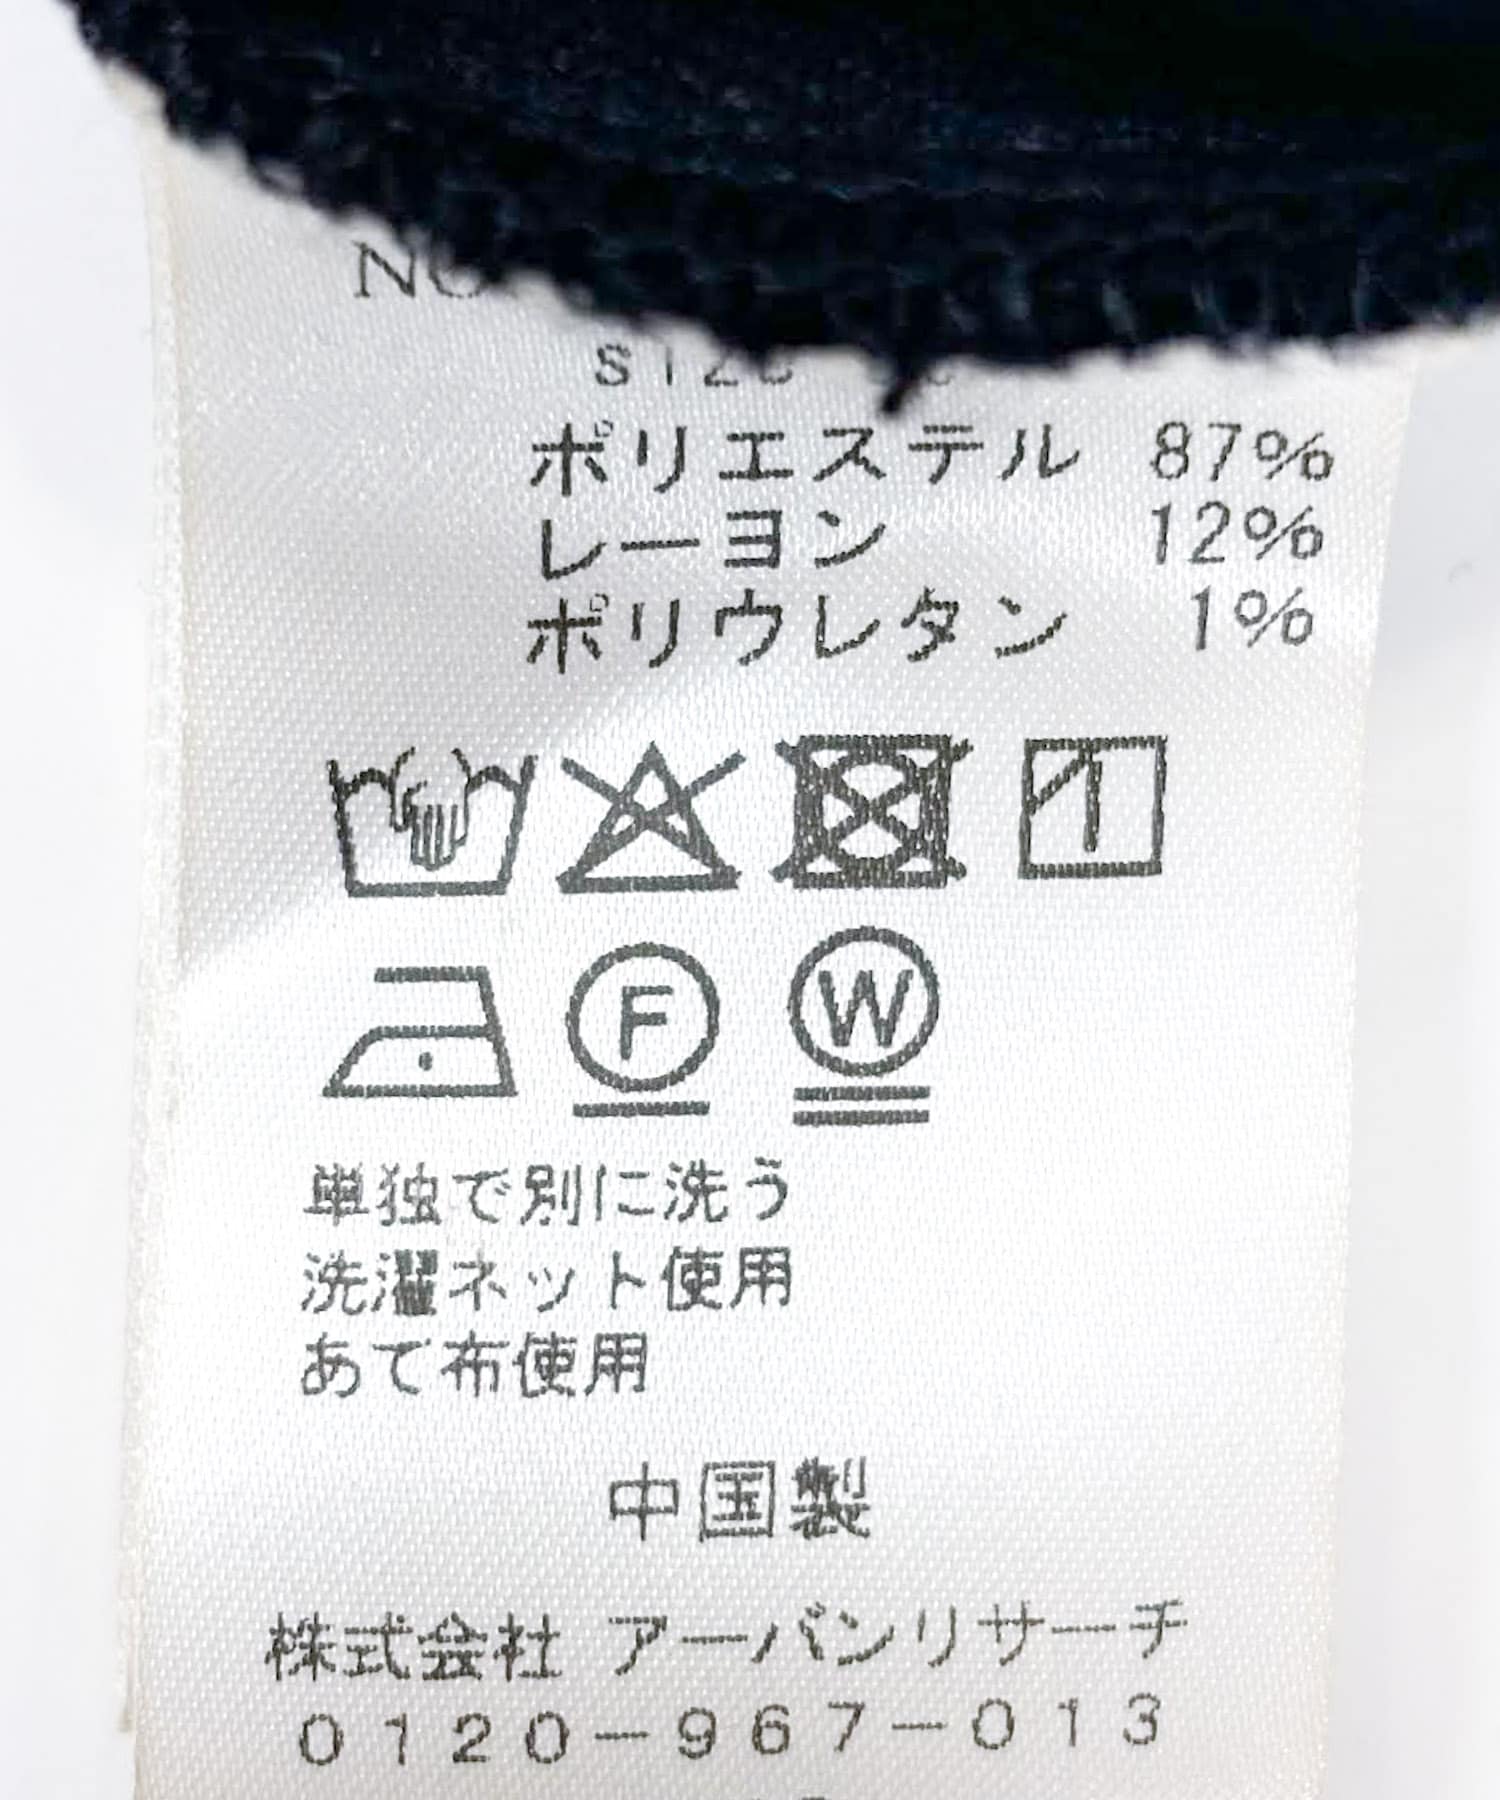 ポリエステル 87%
レーヨン 12%
ポリウレタン 1%
F W
単独で別に洗う
洗濯ネット使用
あて布使用
中国製
株式会社 アーバンリサーチ
0120-967-013